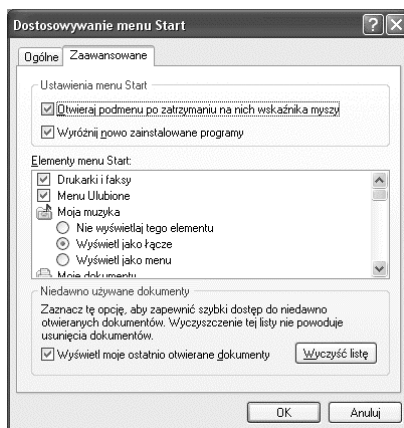 Dostosowywanie menu Start
Ogólne Zaawansowane
Ustawienia menu Start
Otwieraj podmenu po zatrzymaniu na nich wskaźnika myszy
Wyróżnij nowo zainstalowane programy
Elementy menu Start:
Drukarki i faksy
Menu Ulubione
Moja muzyka
Nie wyświetlaj tego elementu
Wyświetl jako łącze
Wyświetl jako menu
Moje dokumenty
Niedawno używane dokumenty
Zaznacz tę opcję, aby zapewnić szybki dostęp do niedawno
otwieranych dokumentów. Wyczyszczenie tej listy nie powoduje
usunięcia dokumentów.
Wyświetl moje ostatnio otwierane dokumenty Wyczyść listę
OK Anuluj